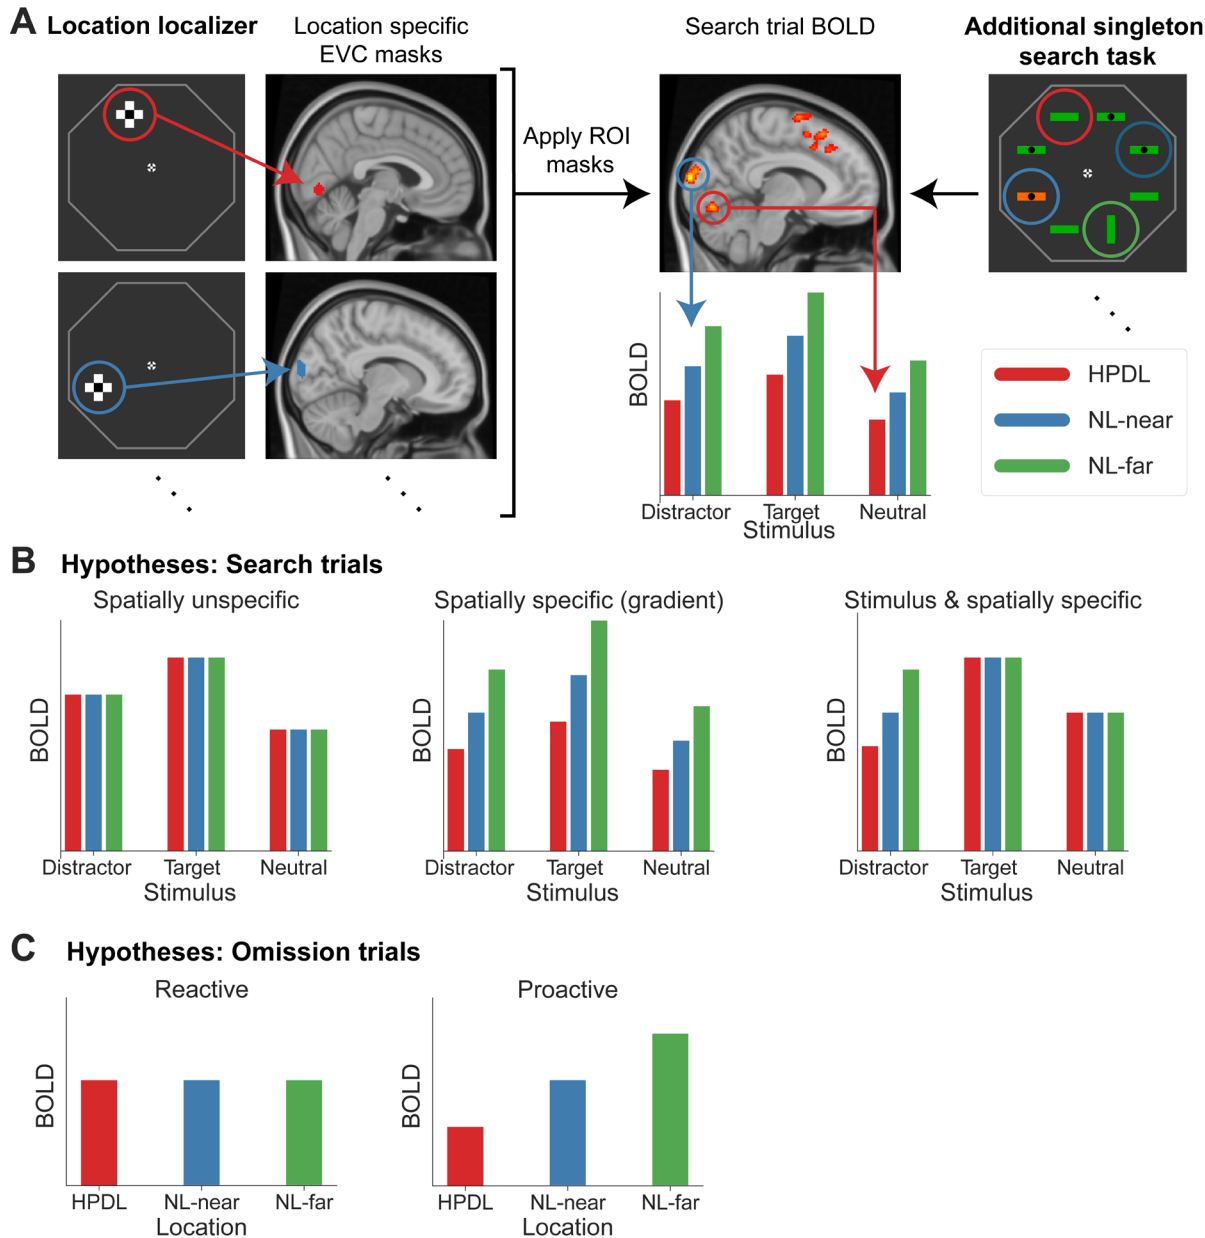 A Location localizer
Location specific
EVC masks
Search trial BOLD
Additional singleton
search task
Apply ROI
masks
BOLD
Distractor
Target
Neutral
Stimulus
HPDL
NL-near
NL-far
B Hypotheses: Search trials
Spatially unspecific
BOLD
Distractor
Target
Neutral
Stimulus
Spatially specific (gradient)
BOLD
Distractor
Target
Neutral
Stimulus
Stimulus & spatially specific
BOLD
Distractor
Target
Neutral
Stimulus
C Hypotheses: Omission trials
Reactive
BOLD
HPDL
NL-near
NL-far
Location
Proactive
BOLD
HPDL
NL-near
NL-far
Location